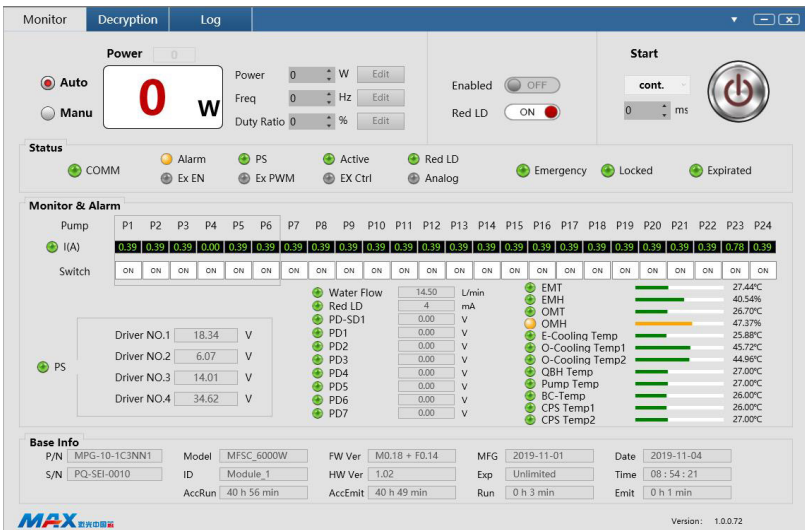 Monitor Decryption Log
Power 0
Start
Auto
Manu
0 W
Power 0 W Edit
Freq 0 Hz Edit
Duty Ratio 0 % Edit
Enabled OFF
Red LD ON
cont.
0 ms
Status
COMM
Alarm PS Active Red LD
Ex EN Ex PWM EX Ctrl Analog
Emergency Locked Expirated
Monitor & Alarm
Pump P1 P2 P3 P4 P5 P6 P7 P8 P9 P10 P11 P12 P13 P14 P15 P16 P17 P18 P19 P20 P21 P22 P23 P24
I(A) 0.39 0.39 0.39 0.00 0.39 0.39 0.39 0.39 0.39 0.39 0.39 0.39 0.39 0.39 0.39 0.39 0.39 0.39 0.39 0.39 0.39 0.39 0.78 0.39
Switch ON ON ON ON ON ON ON ON ON ON ON ON ON ON ON ON ON ON ON ON ON ON ON ON
PS
Driver NO.1 18.34 V
Driver NO.2 6.07 V
Driver NO.3 14.01 V
Driver NO.4 34.62 V
Water Flow 14.50 L/min
Red LD 4 mA
PD-SD1 0.00 V
PD1 0.00 V
PD2 0.00 V
PD3 0.00 V
PD4 0.00 V
PD5 0.00 V
PD6 0.00 V
PD7 0.00 V
EMT 27.44℃
EMH 40.54%
OMT 26.70℃
OMH 47.37%
E-Cooling Temp 25.88℃
O-Cooling Temp1 45.72℃
O-Cooling Temp2 44.96℃
QBH Temp 27.00℃
Pump Temp 27.00℃
BC-Temp 26.00℃
CPS Temp1 26.00℃
CPS Temp2 27.00℃
Base Info
P/N MPG-10-1C3NN1 Model MFSC_6000W FW Ver M0.18 + F0.14 MFG 2019-11-01 Date 2019-11-04
S/N PQ-SEI-0010 ID Module_1 HW Ver 1.02 Exp Unlimited Time 08:54:21
AccRun 40 h 56 min AccEmit 40 h 49 min Run 0 h 3 min Emit 0 h 1 min
MAX 激光中国芯
Version: 1.0.0.72